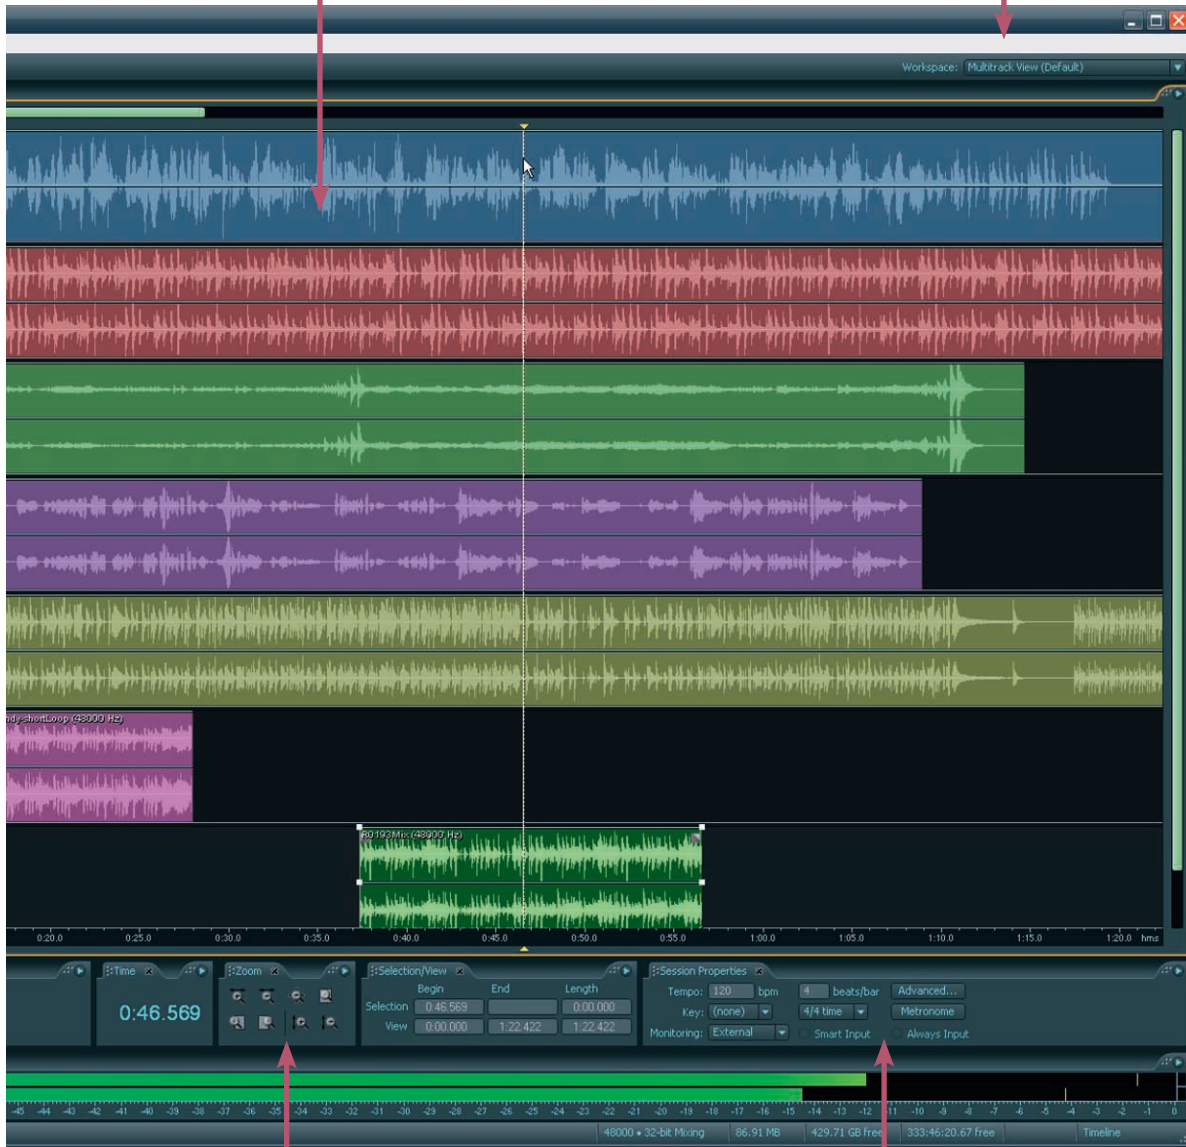 Workspace: Multitrack View (Default)
ndy-shortLoop (48000 Hz)
R0193Mix (48000 Hz)
0:20.0 0:25.0 0:30.0 0:35.0 0:40.0 0:45.0 0:50.0 0:55.0 1:00.0 1:05.0 1:10.0 1:15.0 1:20.0 hms
Time Zoom Selection/View Session Properties
Begin End Length
Tempo: 120 bpm 4 beats/bar Advanced...
0:46.569
Selection 0:46.569 0:00.000
Key: (none) 4/4 time Metronome
View 0:00.000 1:22.422 1:22.422
Monitoring: External Smart Input Always Input
-45 -44 -43 -42 -41 -40 -39 -38 -37 -36 -35 -34 -33 -32 -31 -30 -29 -28 -27 -26 -25 -24 -23 -22 -21 -20 -19 -18 -17 -16 -15 -14 -13 -12 -11 -10 -9 -8 -7 -6 -5 -4 -3 -2 -1 0
48000 • 32-bit Mixing 86.91 MB 429.71 GB free 333:46:20.67 free Timeline